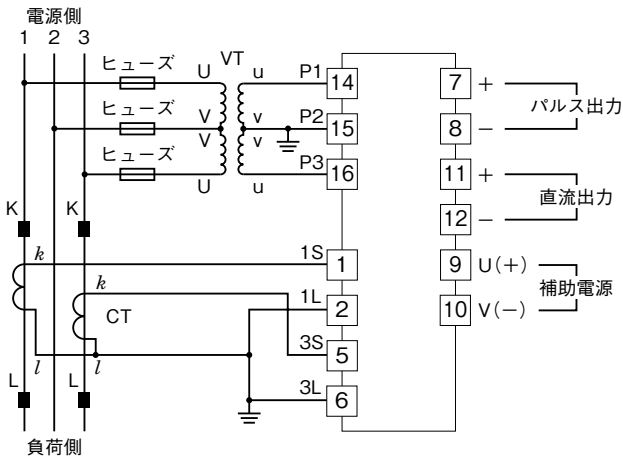 電源側
1 2 3
ヒューズ
VT
U u P1 14
7 + パルス出力
ヒューズ
V v P2 15
8 −
V v
ヒューズ
U u P3 16
11 + 直流出力
12 −
K K
k 1S 1
9 U(+) 補助電源
k 1L 2
10 V(−)
CT
3S 5
l l
L L
3L 6
負荷側